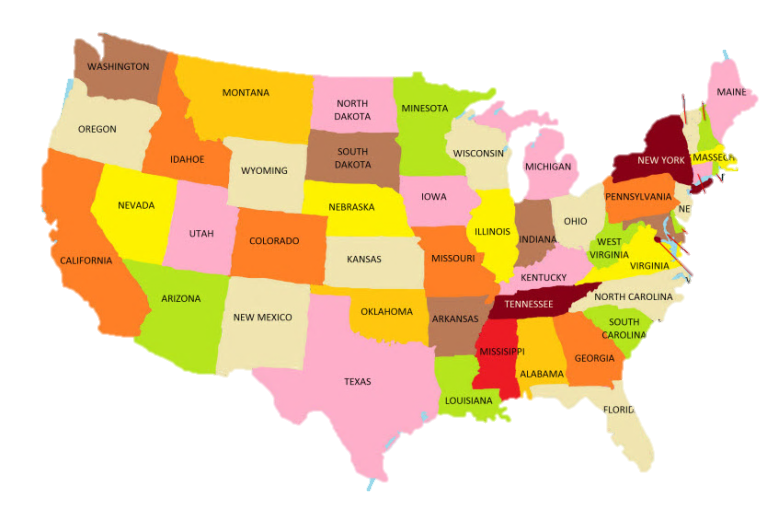 WASHINGTON
MONTANA
NORTH
DAKOTA
MINESOTA
MAINE
OREGON
IDAHOE
WYOMING
SOUTH
DAKOTA
WISCONSIN
MICHIGAN
NEW YORK
MASSECH
NEVADA
UTAH
NEBRASKA
IOWA
ILLINOIS
INDIANA
OHIO
PENNSYLVANIA
NE
CALIFORNIA
COLORADO
KANSAS
MISSOURI
WEST
VIRGINIA
VIRGINIA
KENTUCKY
ARIZONA
NEW MEXICO
OKLAHOMA
ARKANSAS
TENNESSEE
NORTH CAROLINA
SOUTH
CAROLINA
TEXAS
LOUISIANA
MISSISIPPI
ALABAMA
GEORGIA
FLORID